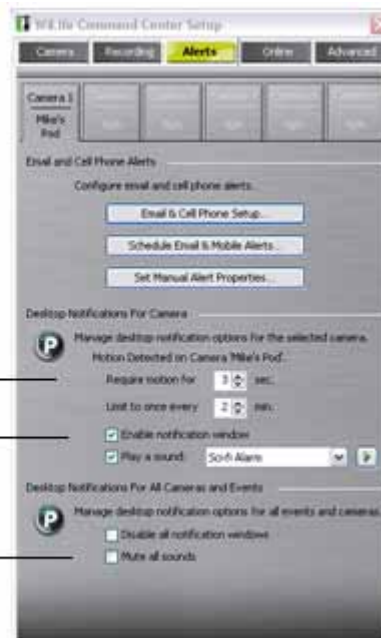 WiLife Command Center Setup
Camera Recording Alerts Online Advanced
Camera 1
Mike's
Pod
Email and Cell Phone Alerts
Configure email and cell phone alerts.
Email & Cell Phone Setup...
Schedule Email & Mobile Alerts...
Set Manual Alert Properties...
Desktop Notifications For Camera
P
Manage desktop notification options for the selected camera.
Motion Detected on Camera 'Mike's Pod'.
Require motion for 3 sec.
Limit to once every 2 min.
Enable notification window
Play a sound: Sci-fi Alarm
Desktop Notifications For All Cameras and Events
P
Manage desktop notification options for all events and cameras.
Disable all notification windows
Mute all sounds